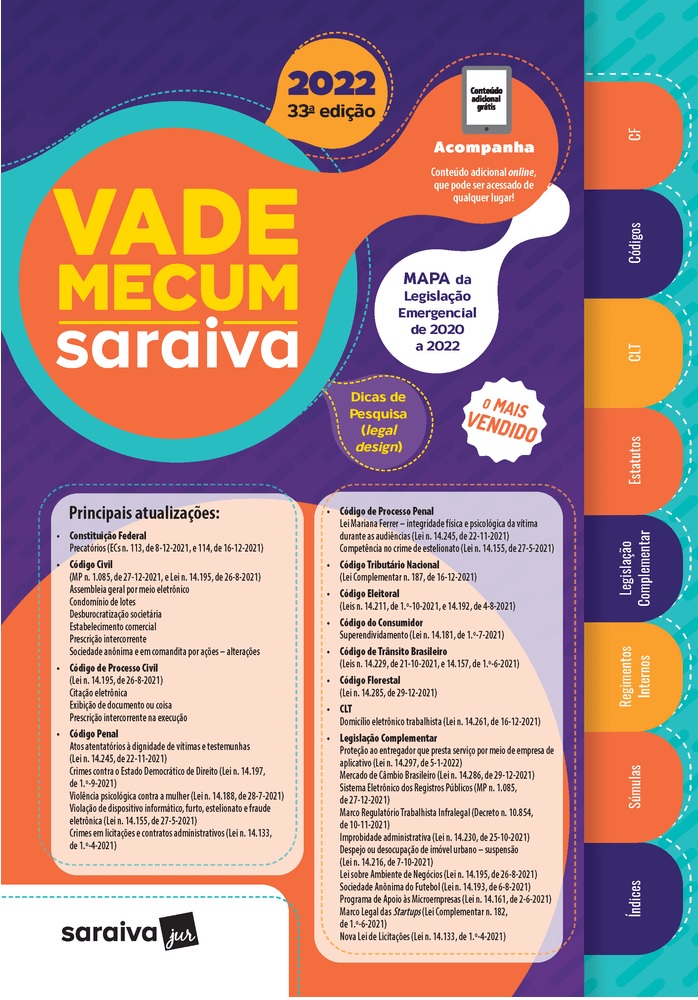 2022
33ª edição
Conteúdo
adicional
grátis
Acompanha
Conteúdo adicional online,
que pode ser acessado de
qualquer lugar!
VADE
MECUM
saraiva
MAPA da
Legislação
Emergencial
de 2020
a 2022
Dicas de
Pesquisa
(legal
design)
O MAIS
VENDIDO
Principais atualizações:
• Constituição Federal
Precatórios (ECs n. 113, de 8-12-2021, e 114, de 16-12-2021)
• Código Civil
(MP n. 1.085, de 27-12-2021, e Lei n. 14.195, de 26-8-2021)
Assembleia geral por meio eletrônico
Condomínio de lotes
Desburocratização societária
Estabelecimento comercial
Prescrição intercorrente
Sociedade anônima e em comandita por ações – alterações
• Código de Processo Civil
(Lei n. 14.195, de 26-8-2021)
Citação eletrônica
Exibição de documento ou coisa
Prescrição intercorrente na execução
• Código Penal
Atos atentatórios à dignidade de vítimas e testemunhas
(Lei n. 14.245, de 22-11-2021)
Crimes contra o Estado Democrático de Direito (Lei n. 14.197,
de 1.º-9-2021)
Violência psicológica contra a mulher (Lei n. 14.188, de 28-7-2021)
Violação de dispositivo informático, furto, estelionato e fraude
eletrônica (Lei n. 14.155, de 27-5-2021)
Crimes em licitações e contratos administrativos (Lei n. 14.133,
de 1.º-4-2021)
• Código de Processo Penal
Lei Mariana Ferrer – integridade física e psicológica da vítima
durante as audiências (Lei n. 14.245, de 22-11-2021)
Competência no crime de estelionato (Lei n. 14.155, de 27-5-2021)
• Código Tributário Nacional
(Lei Complementar n. 187, de 16-12-2021)
• Código Eleitoral
(Leis n. 14.211, de 1.º-10-2021, e 14.192, de 4-8-2021)
• Código do Consumidor
Superendividamento (Lei n. 14.181, de 1.º-7-2021)
• Código de Trânsito Brasileiro
(Leis n. 14.229, de 21-10-2021, e 14.157, de 1.º-6-2021)
• Código Florestal
(Lei n. 14.285, de 29-12-2021)
• CLT
Domicílio eletrônico trabalhista (Lei n. 14.261, de 16-12-2021)
• Legislação Complementar
Proteção ao entregador que presta serviço por meio de empresa de
aplicativo (Lei n. 14.297, de 5-1-2022)
Mercado de Câmbio Brasileiro (Lei n. 14.286, de 29-12-2021)
Sistema Eletrônico dos Registros Públicos (MP n. 1.085,
de 27-12-2021)
Marco Regulatório Trabalhista Infralegal (Decreto n. 10.854,
de 10-11-2021)
Improbidade administrativa (Lei n. 14.230, de 25-10-2021)
Despejo ou desocupação de imóvel urbano – suspensão
(Lei n. 14.216, de 7-10-2021)
Lei sobre Ambiente de Negócios (Lei n. 14.195, de 26-8-2021)
Sociedade Anônima do Futebol (Lei n. 14.193, de 6-8-2021)
Programa de Apoio às Microempresas (Lei n. 14.161, de 2-6-2021)
Marco Legal das Startups (Lei Complementar n. 182,
de 1.º-6-2021)
Nova Lei de Licitações (Lei n. 14.133, de 1.º-4-2021)
saraiva jur
CF
Códigos
CLT
Estatutos
Legislação
Complementar
Regimentos
Internos
Súmulas
Índices